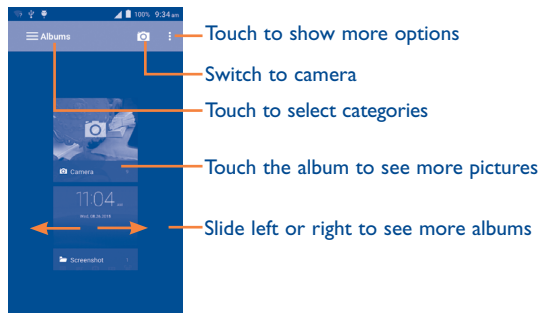 100% 9:34 am
Albums
Touch to show more options
Switch to camera
Touch to select categories
Camera
Touch the album to see more pictures
11:04
Slide left or right to see more albums
Screenshot